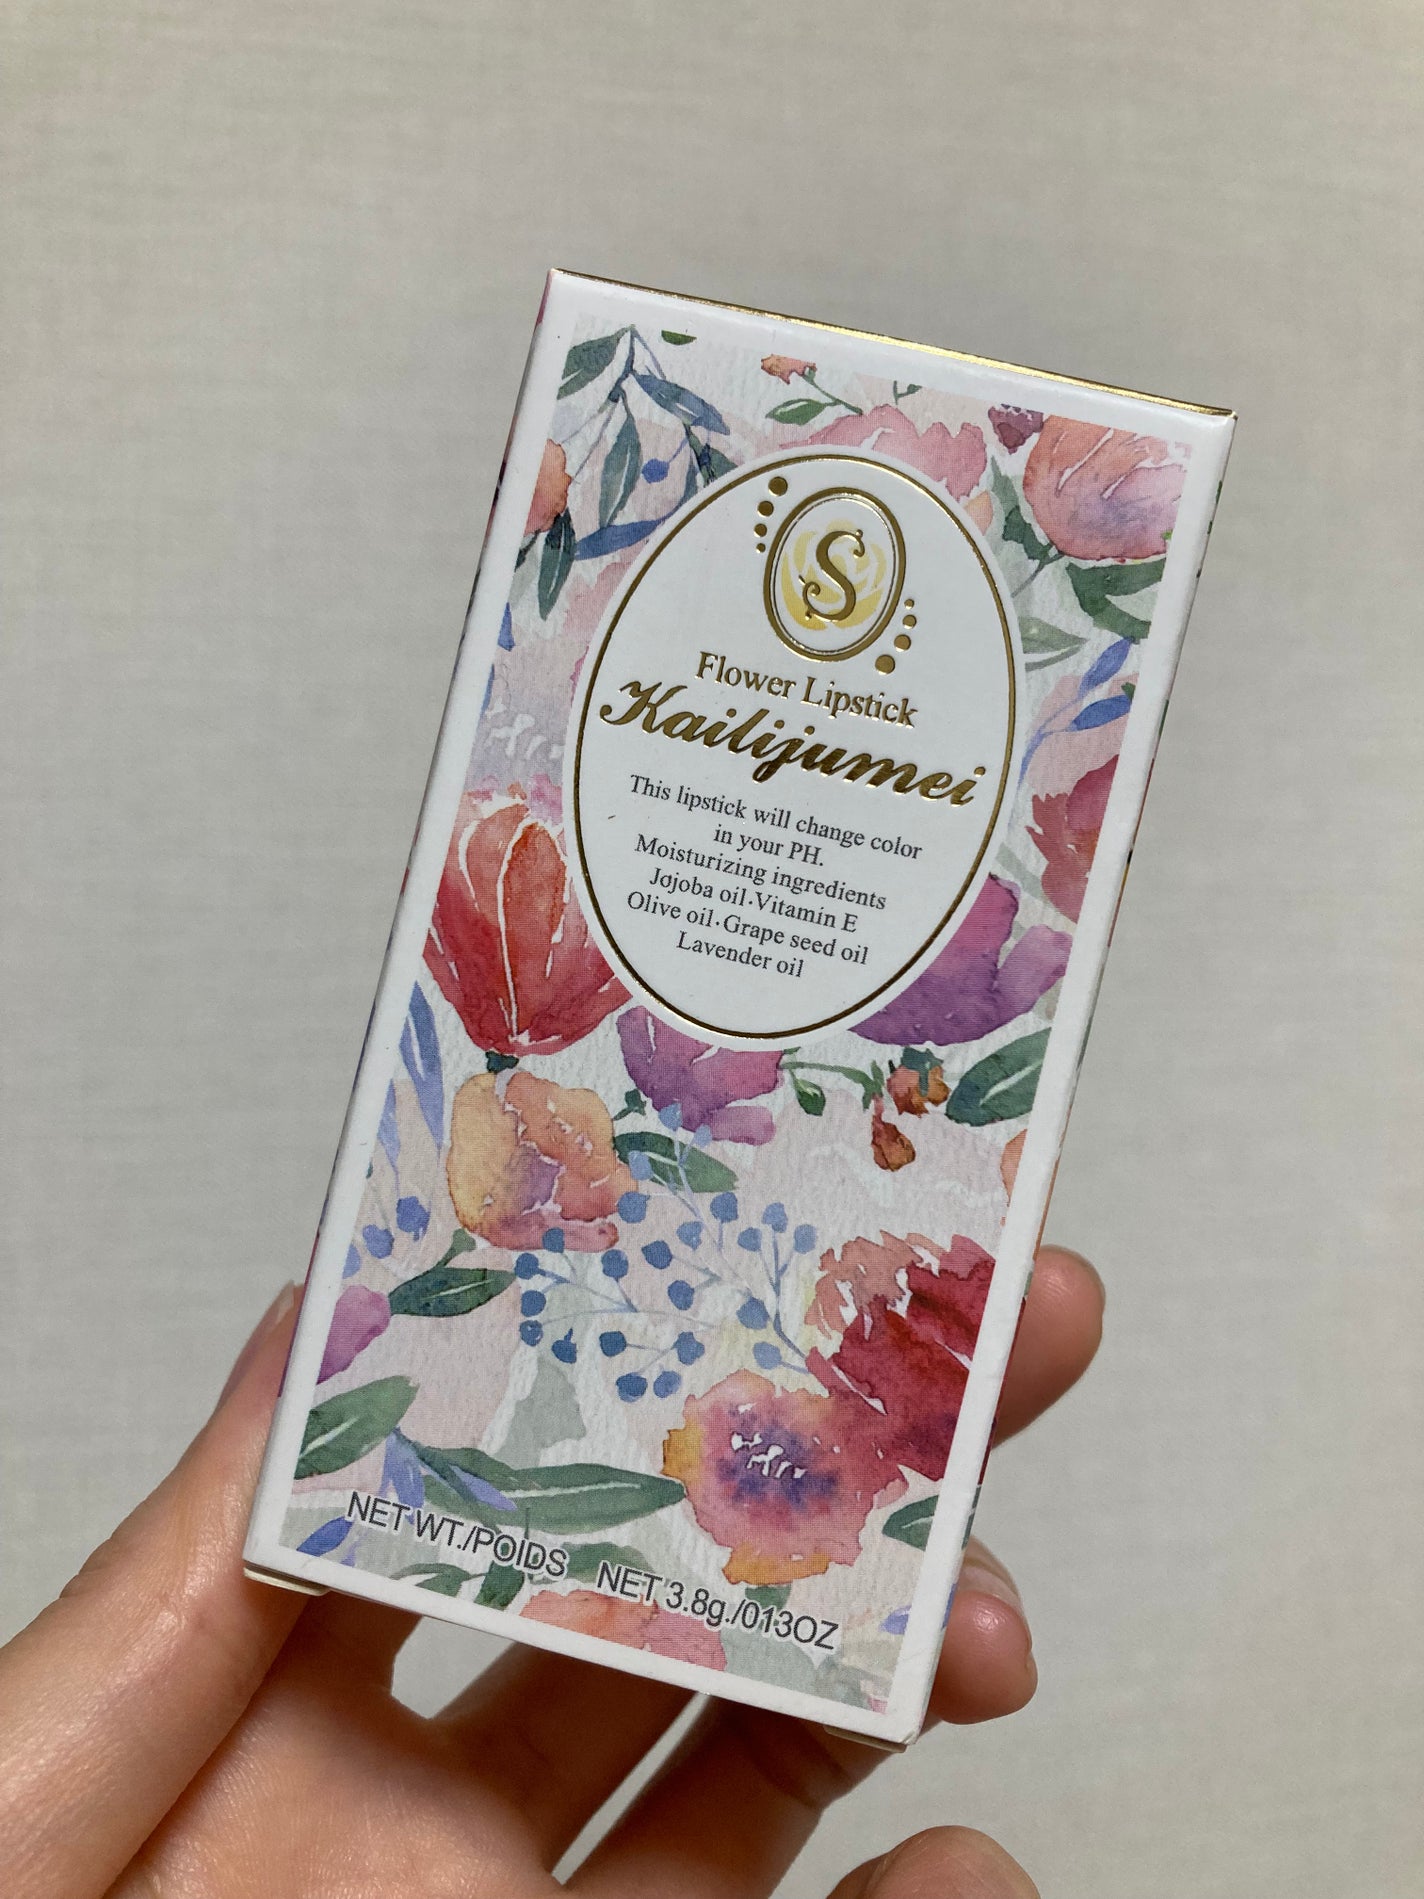 S
Flower Lipstick
Kailijumei
This lipstick will change color
in your PH.
Moisturizing ingredients
Jojoba oil·Vitamin E
Olive oil·Grape seed oil
Lavender oil
NET WT./POIDS NET 3.8g./013OZ